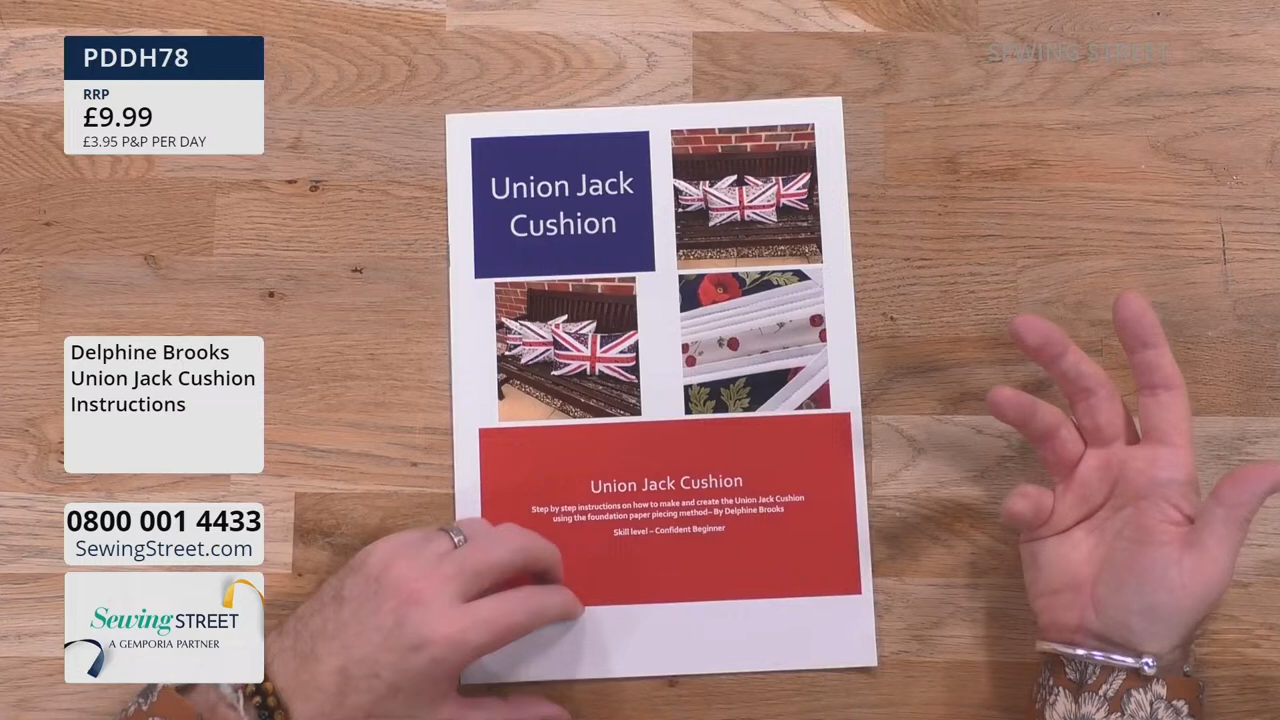 PDDH78
RRP
£9.99
£3.95 P&P PER DAY
SEWING STREET
Union Jack
Cushion
Delphine Brooks
Union Jack Cushion
Instructions
Union Jack Cushion
Step by step instructions on how to make and create the Union Jack Cushion
using the foundation paper piecing method– By Delphine Brooks
Skill level – Confident Beginner
0800 001 4433
SewingStreet.com
Sewing STREET
A GEMPORIA PARTNER